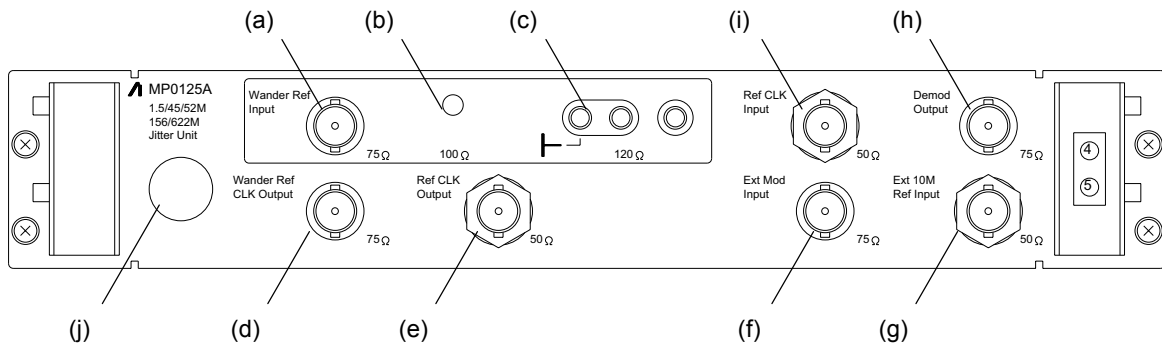 (a)
(b)
(c)
(i)
(h)
MP0125A
1.5/45/52M
156/622M
Jitter Unit
Wander Ref
Input
75Ω
100Ω
120Ω
Ref CLK
Input
50Ω
Demod
Output
75Ω
Wander Ref
CLK Output
75Ω
Ref CLK
Output
50Ω
Ext Mod
Input
75Ω
Ext 10M
Ref Input
50Ω
4
5
(j)
(d)
(e)
(f)
(g)